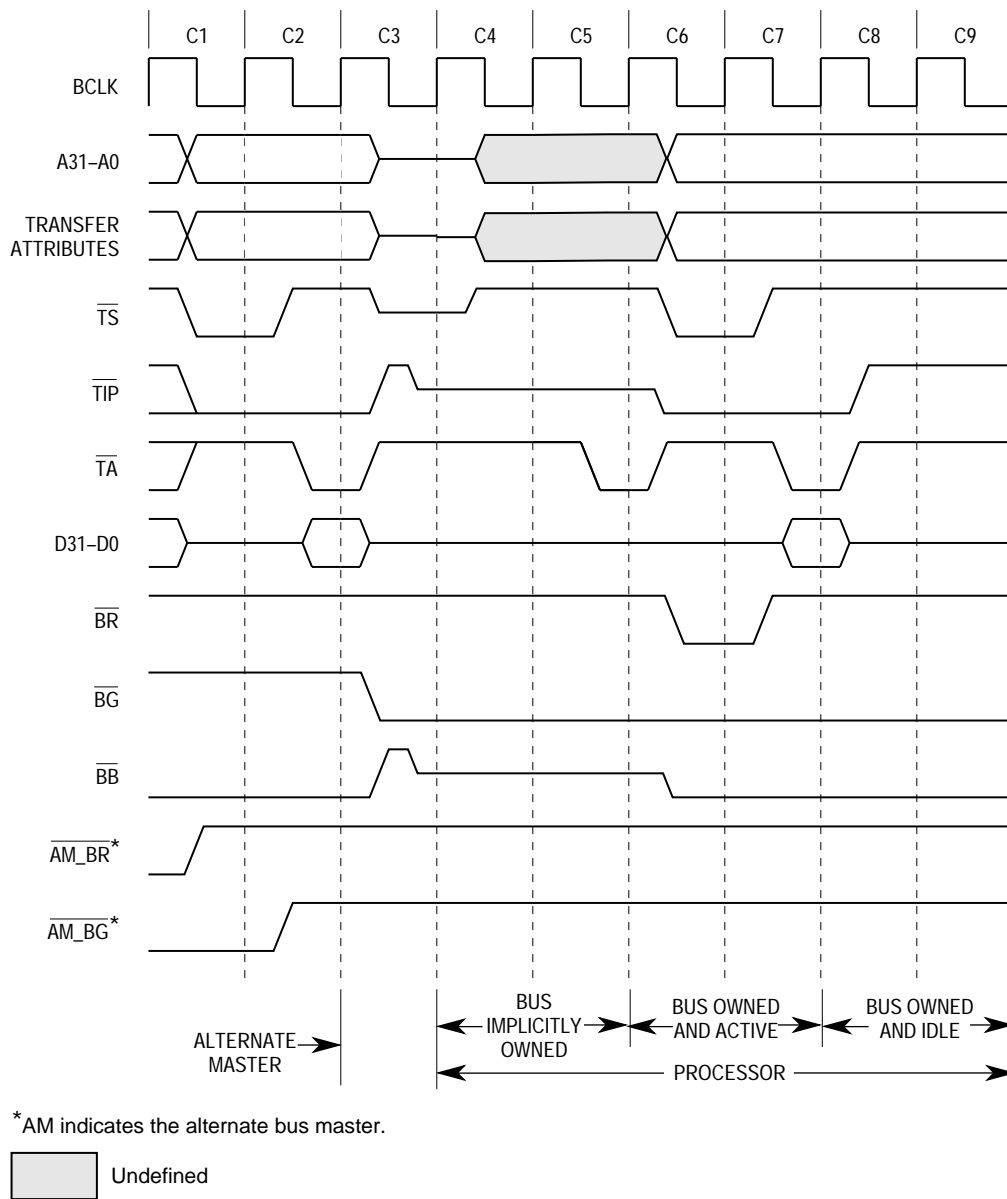 C1 C2 C3 C4 C5 C6 C7 C8 C9
BCLK
A31–A0
TRANSFER
ATTRIBUTES
TS
TIP
TA
D31–D0
BR
BG
BB
AM_BR*
AM_BG*
ALTERNATE
MASTER
BUS
IMPLICITLY
OWNED
BUS OWNED
AND ACTIVE
BUS OWNED
AND IDLE
PROCESSOR
*AM indicates the alternate bus master.
Undefined